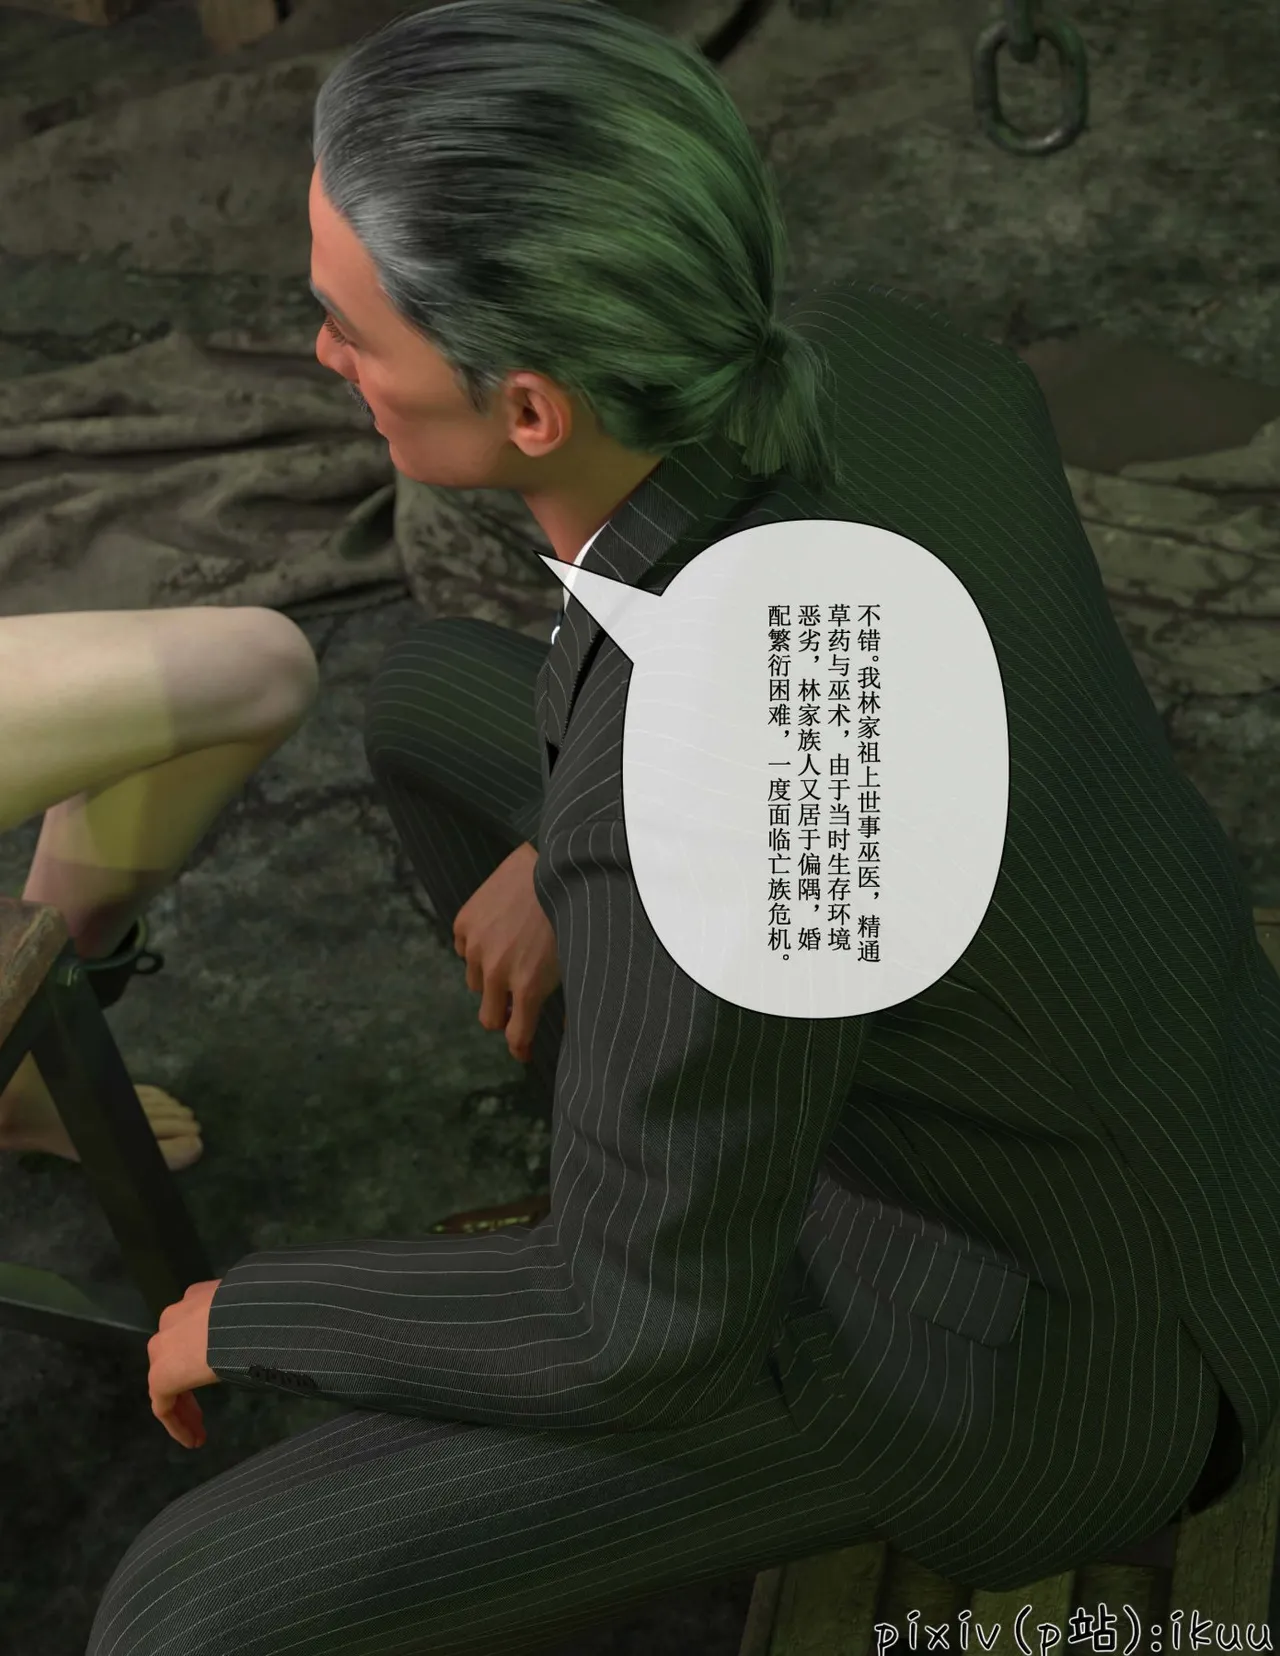 不错。我林家祖上世事巫医，精通
草药与巫术，由于当时生存环境
恶劣，林家族人又居于偏隅，婚
配繁衍困难，一度面临亡族危机。
pixiv(p站):ikuu